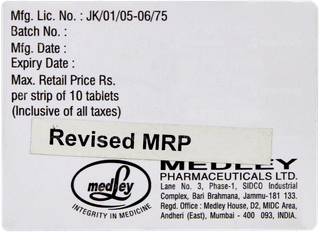 Mfg. Lic. No. : JK/01/05-06/75
Batch No. :
Mfg. Date :
Expiry Date :
Max. Retail Price Rs.
per strip of 10 tablets
(Inclusive of all taxes)
Revised MRP
medley
INTEGRITY IN MEDICINE
MEDLEY
PHARMACEUTICALS LTD.
Lane No. 3, Phase-1, SIDCO Industrial
Complex, Bari Brahmana, Jammu-181 133.
Regd. Office : Medley House, D2, MIDC Area,
Andheri (East), Mumbai - 400 093, INDIA.